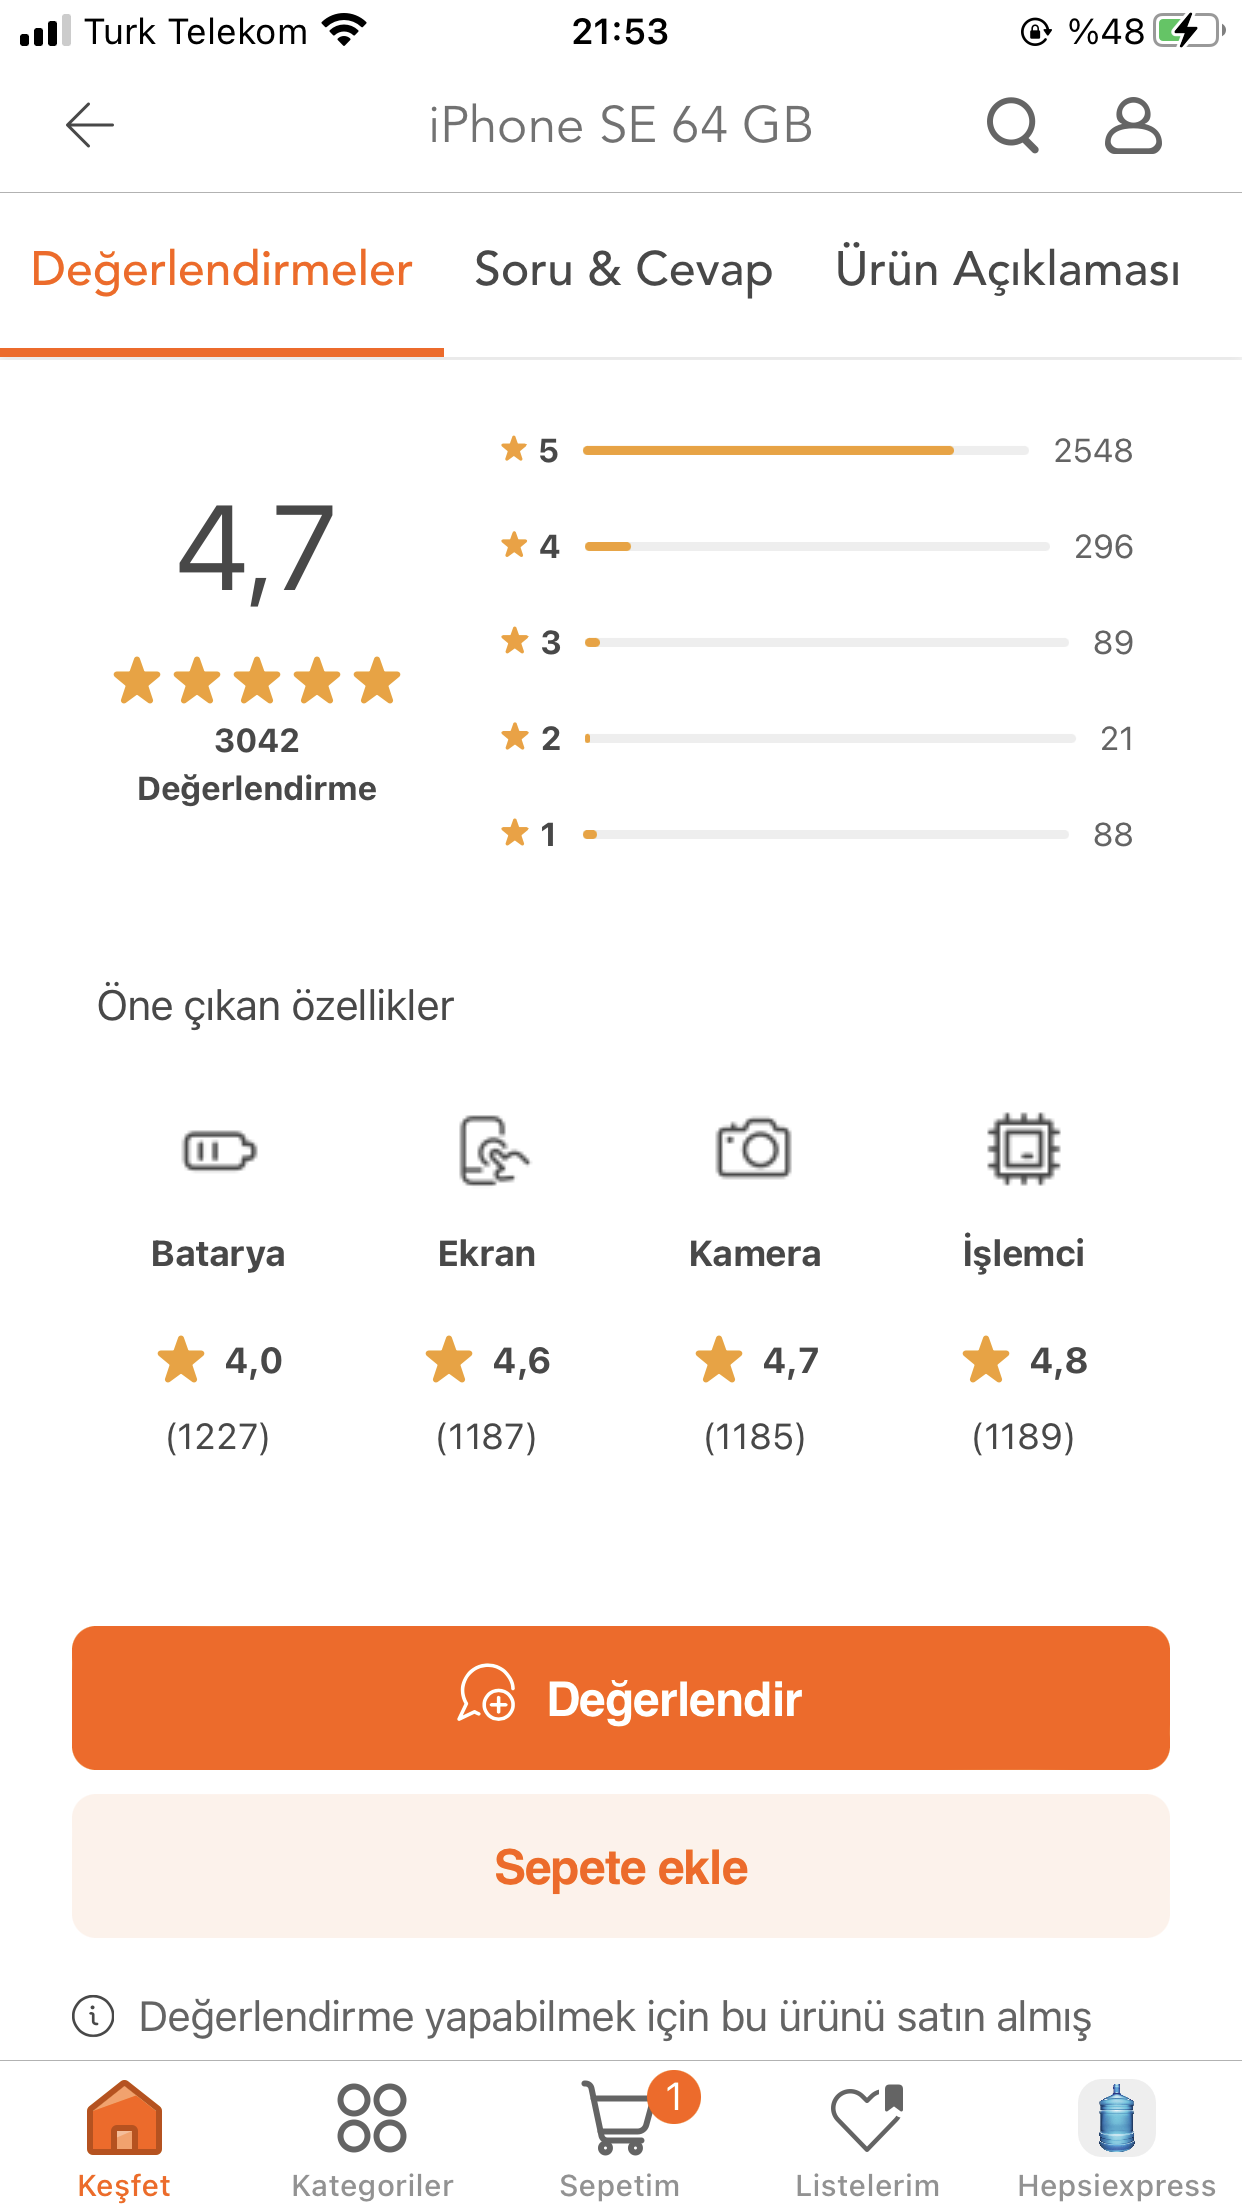 Turk Telekom 21:53 %48
iPhone SE 64 GB
Değerlendirmeler Soru & Cevap Ürün Açıklaması
4,7
3042
Değerlendirme
5 2548
4 296
3 89
2 21
1 88
Öne çıkan özellikler
Batarya Ekran Kamera İşlemci
4,0 4,6 4,7 4,8
(1227) (1187) (1185) (1189)
Değerlendir
Sepete ekle
Değerlendirme yapabilmek için bu ürünü satın almış
1
Keşfet Kategoriler Sepetim Listelerim Hepsiexpress